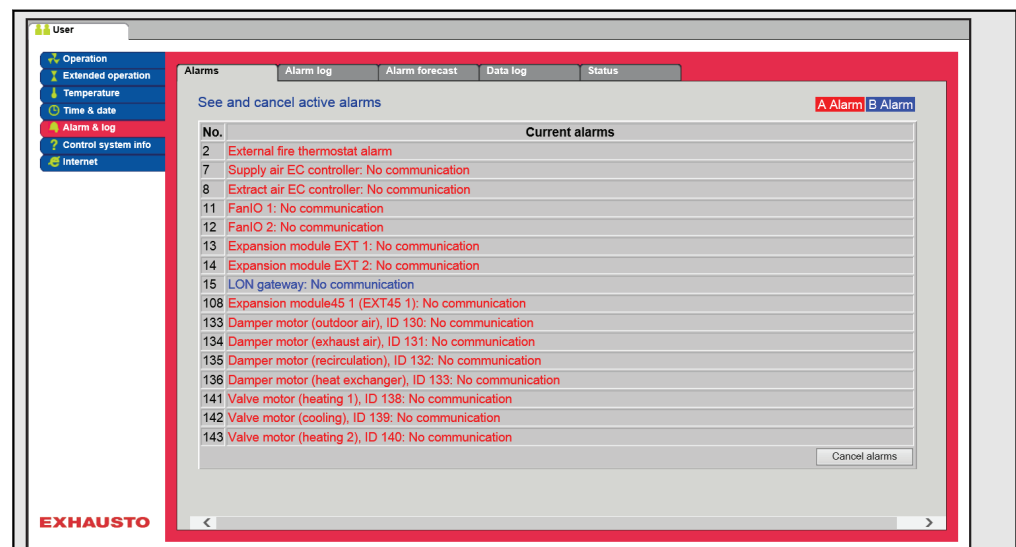 User
Operation
Extended operation
Temperature
Time & date
Alarm & log
Control system info
Internet
Alarms Alarm log Alarm forecast Data log Status
See and cancel active alarms
A Alarm B Alarm
No. Current alarms
2 External fire thermostat alarm
7 Supply air EC controller: No communication
8 Extract air EC controller: No communication
11 FanIO 1: No communication
12 FanIO 2: No communication
13 Expansion module EXT 1: No communication
14 Expansion module EXT 2: No communication
15 LON gateway: No communication
108 Expansion module45 1 (EXT45 1): No communication
133 Damper motor (outdoor air), ID 130: No communication
134 Damper motor (exhaust air), ID 131: No communication
135 Damper motor (recirculation), ID 132: No communication
136 Damper motor (heat exchanger), ID 133: No communication
141 Valve motor (heating 1), ID 138: No communication
142 Valve motor (cooling), ID 139: No communication
143 Valve motor (heating 2), ID 140: No communication
Cancel alarms
EXHAUSTO